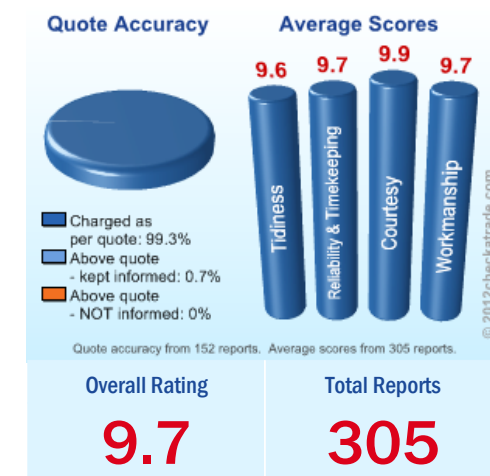 Quote Accuracy
Average Scores
9.6
9.7
9.9
9.7
Tidiness
Reliability & Timekeeping
Courtesy
Workmanship
Charged as
per quote: 99.3%
Above quote
- kept informed: 0.7%
Above quote
- NOT informed: 0%
© 2012checkatrade.com
Quote accuracy from 152 reports. Average scores from 305 reports.
Overall Rating
9.7
Total Reports
305